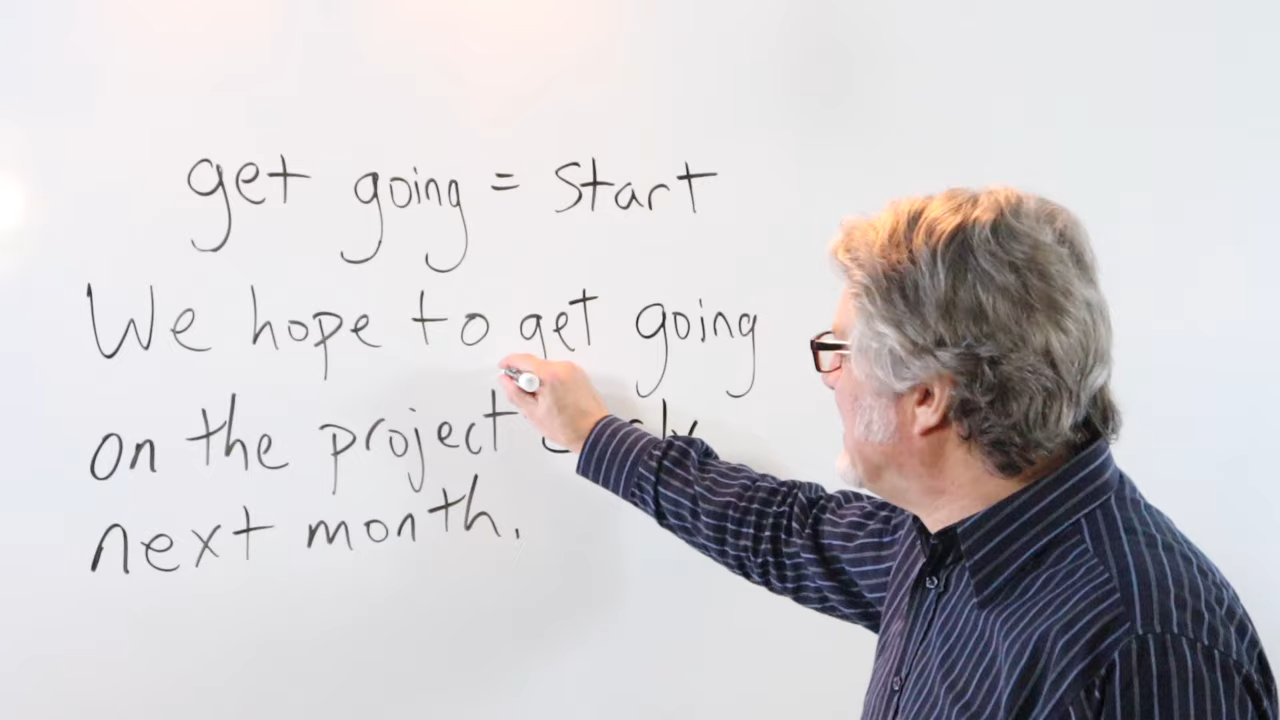 get going = start
We hope to get going
on the project
next month.